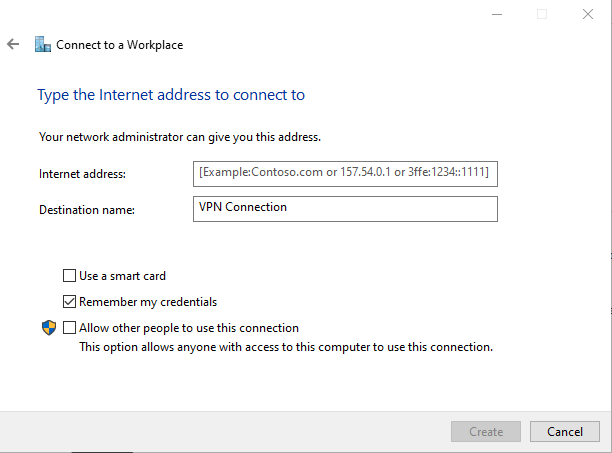 Connect to a Workplace
Type the Internet address to connect to
Your network administrator can give you this address.
Internet address: [Example:Contoso.com or 157.54.0.1 or 3ffe:1234::1111]
Destination name: VPN Connection
Use a smart card
Remember my credentials
Allow other people to use this connection
This option allows anyone with access to this computer to use this connection.
Create Cancel